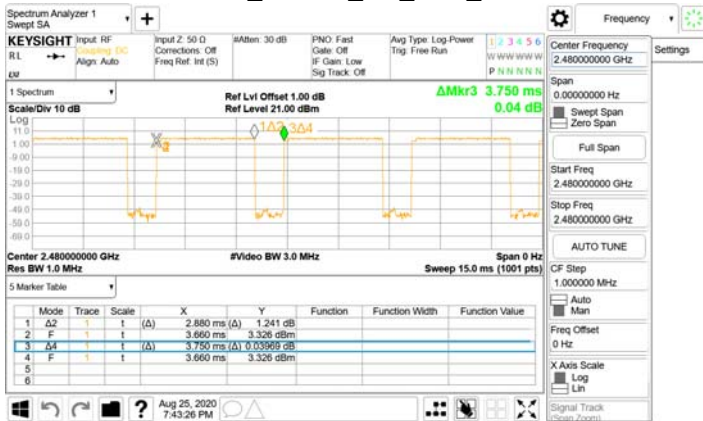 Spectrum Analyzer 1
Swept SA
+
Frequency
KEYSIGHT
RL
Input: RF
Coupling: DC
Align: Auto
Input Z: 50 Ω
Corrections: Off
Freq Ref: Int (S)
#Atten: 30 dB
PNO: Fast
Gate: Off
IF Gain: Low
Sig Track: Off
Avg Type: Log-Power
Trig: Free Run
1 2 3 4 5 6
W W W W W W
P N N N N N
Center Frequency
2.480000000 GHz
Settings
1 Spectrum
Scale/Div 10 dB
Ref Lvl Offset 1.00 dB
Ref Level 21.00 dBm
ΔMkr3 3.750 ms
0.04 dB
Span
0.00000000 Hz
Swept Span
Zero Span
Full Span
Start Freq
2.480000000 GHz
Stop Freq
2.480000000 GHz
AUTO TUNE
CF Step
1.000000 MHz
Auto
Man
Freq Offset
0 Hz
X Axis Scale
Log
Lin
Signal Track
(Span Zoom)
Log
11.0
1.00
-9.00
-19.0
-29.0
-39.0
-49.0
-59.0
-69.0
1Δ2
3Δ4
Center 2.480000000 GHz
Res BW 1.0 MHz
#Video BW 3.0 MHz
Span 0 Hz
Sweep 15.0 ms (1001 pts)
5 Marker Table
Mode Trace Scale X Y Function Function Width Function Value
1 Δ2 1 t (Δ) 2.880 ms (Δ) 1.241 dB
2 F 1 t 3.660 ms 3.326 dBm
3 Δ4 1 t (Δ) 3.750 ms (Δ) 0.03969 dB
4 F 1 t 3.660 ms 3.326 dBm
5
6
?
Aug 25, 2020
7:43:26 PM